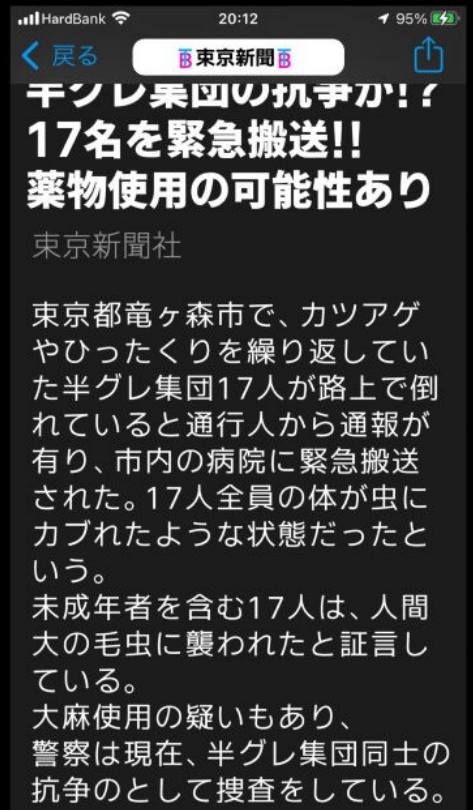 HardBank 20:12 95%
戻る 東京新聞
半グレ集団の抗争か!?
17名を緊急搬送!!
薬物使用の可能性あり
東京新聞社
東京都竜ヶ森市で、カツアゲ
やひったくりを繰り返してい
た半グレ集団17人が路上で倒
れていると通行人から通報が
有り、市内の病院に緊急搬送
された。17人全員の体が虫に
カブれたような状態だったと
いう。
未成年者を含む17人は、人間
大の毛虫に襲われたと証言し
ている。
大麻使用の疑いもあり、
警察は現在、半グレ集団同士の
抗争のとして捜査をしている。